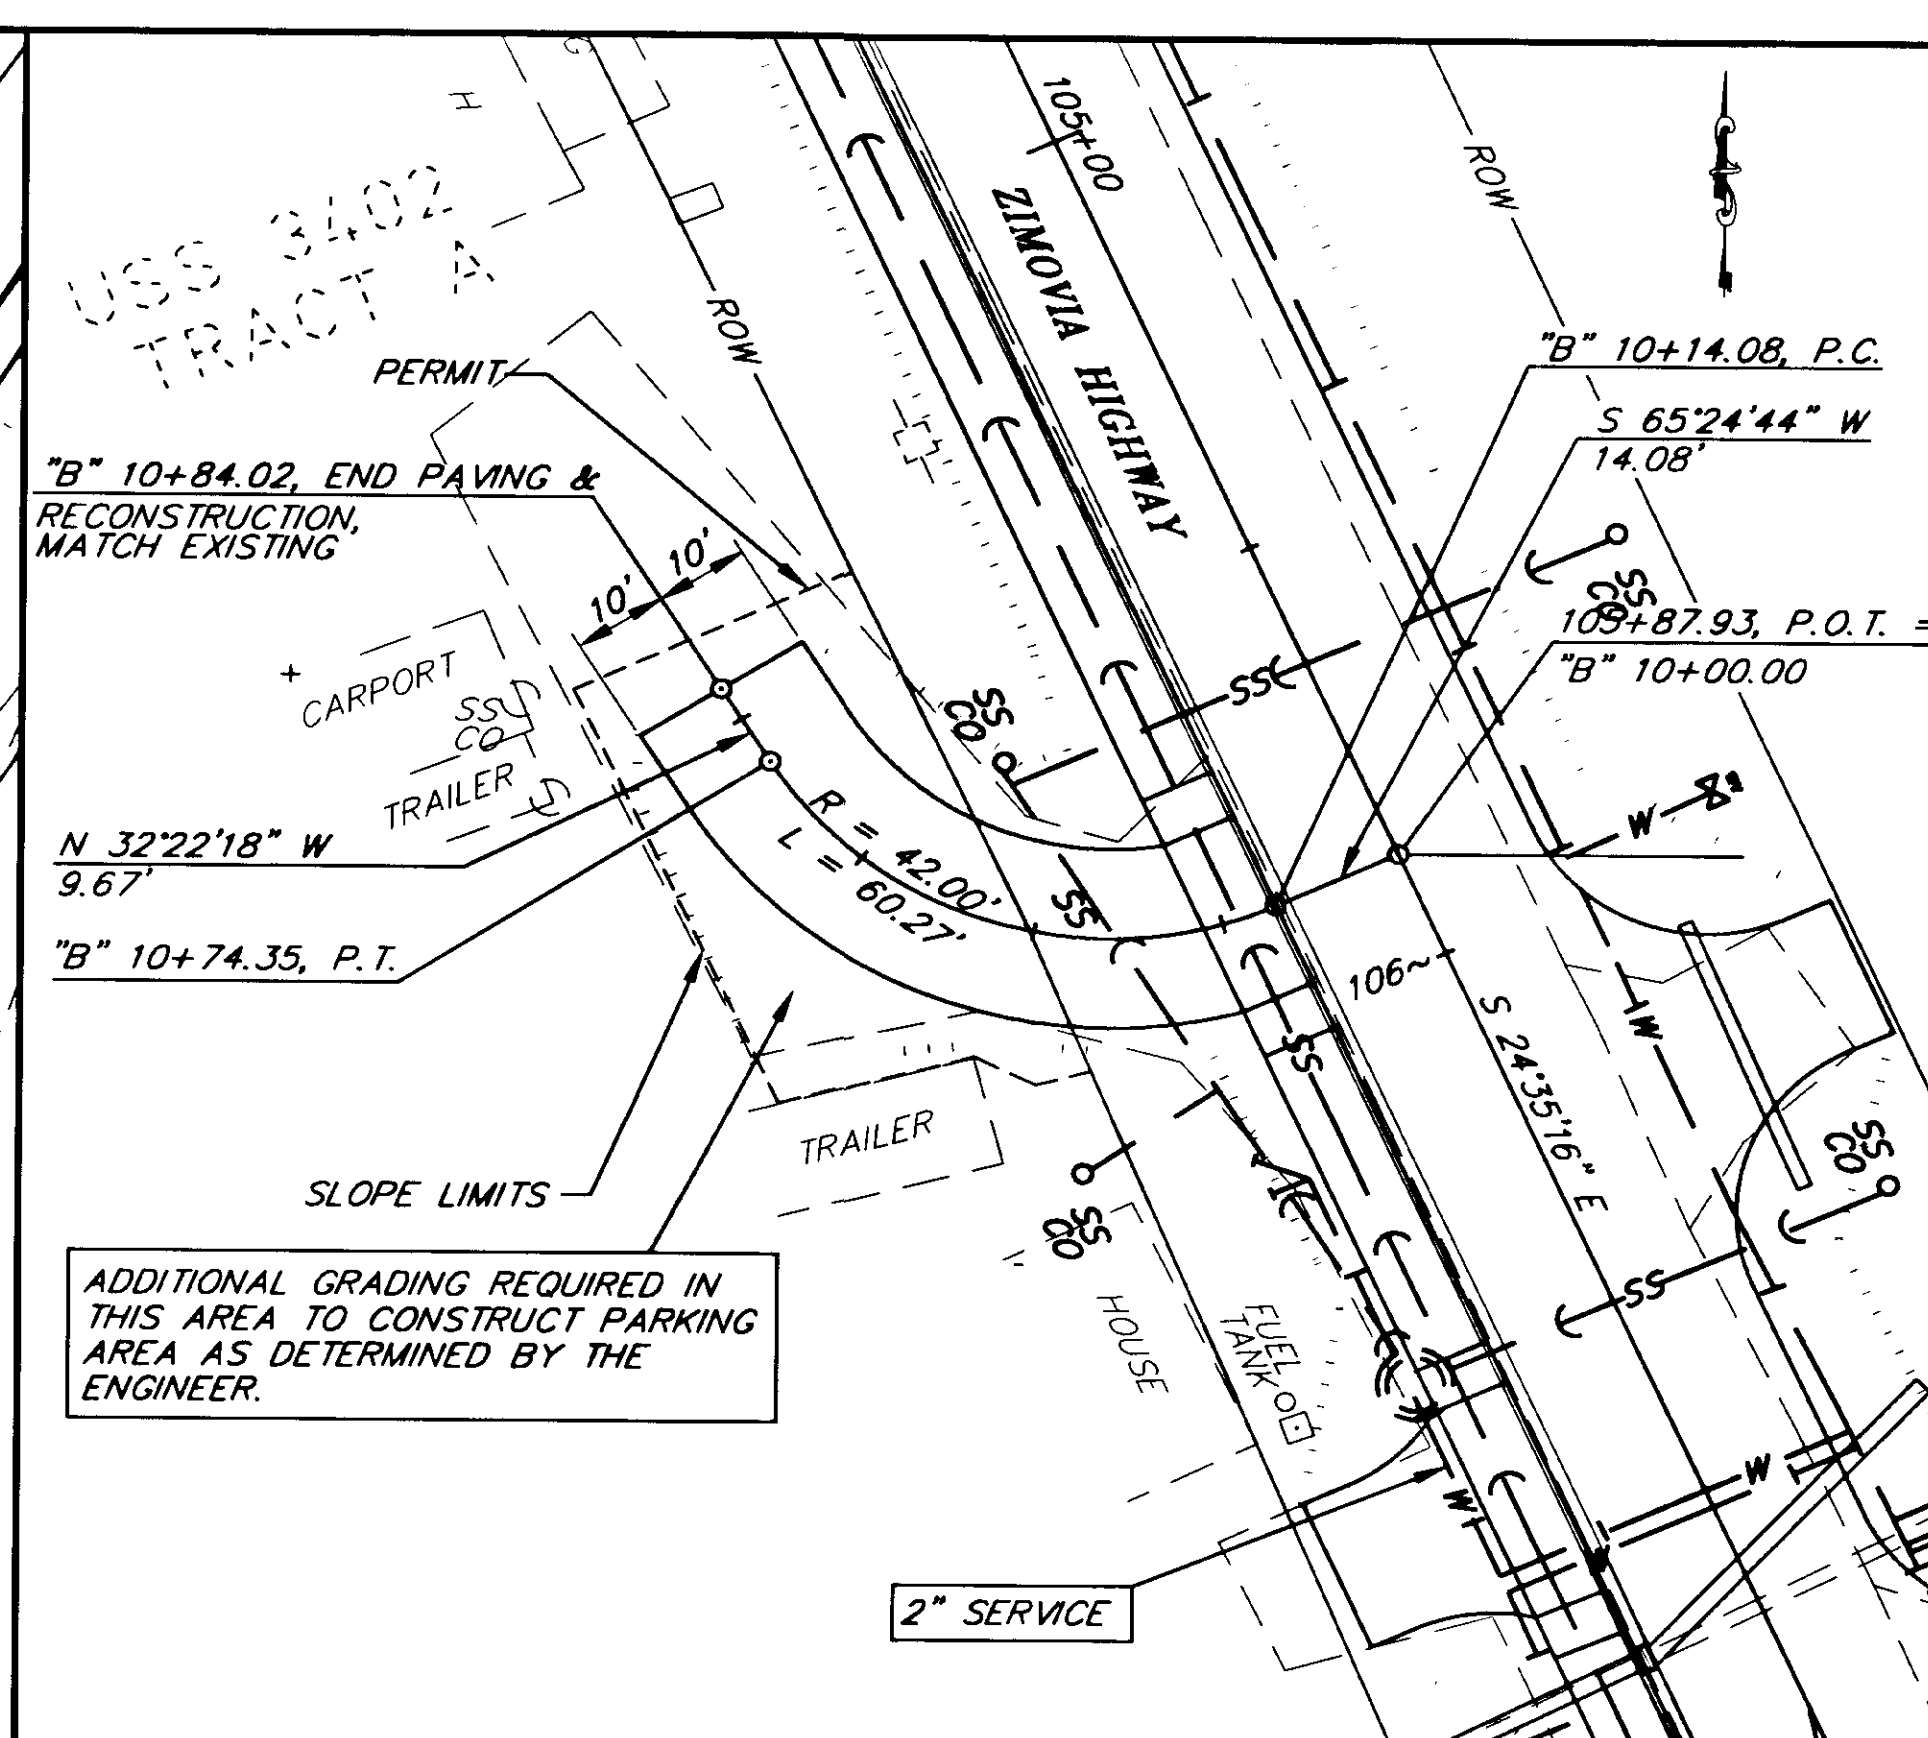 G
H
105+00
ROW
USS 3402
TRACT A
ZIMOVIA HIGHWAY
ROW
"B" 10+14.08, P.C.
PERMIT
S 65°24'44" W
14.08'
"B" 10+84.02, END PAVING &
RECONSTRUCTION,
MATCH EXISTING
10' 10'
SS
CO
105+87.93, P.O.T. =
"B" 10+00.00
CARPORT
SS
CO
SS
CO
SS
TRAILER
W
N 32°22'18" W
9.67'
R = 42.00'
L = 60.27'
SS
"B" 10+74.35, P.T.
106~
W
S 24°35'16" E
SS
TRAILER
SS
CO
SLOPE LIMITS
SS
CO
ADDITIONAL GRADING REQUIRED IN
THIS AREA TO CONSTRUCT PARKING
AREA AS DETERMINED BY THE
ENGINEER.
HOUSE
FUEL
TANK
SS
W
W
2" SERVICE